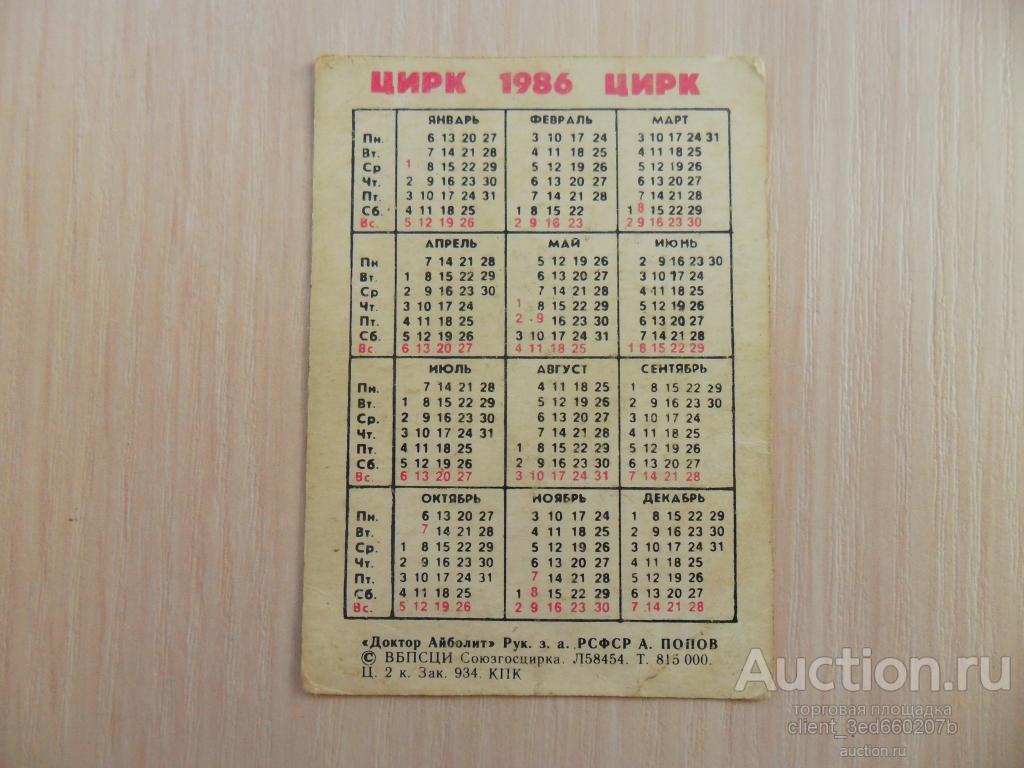 ЦИРК 1986 ЦИРК
ЯНВАРЬ ФЕВРАЛЬ МАРТ
Пн. 6 13 20 27 3 10 17 24 3 10 17 24 31
Вт. 7 14 21 28 4 11 18 25 4 11 18 25
Ср 1 8 15 22 29 5 12 19 26 5 12 19 26
Чт. 2 9 16 23 30 6 13 20 27 6 13 20 27
Пт. 3 10 17 24 31 7 14 21 28 7 14 21 28
Сб. 4 11 18 25 1 8 15 22 1 8 15 22 29
Вс. 5 12 19 26 2 9 16 23 2 9 16 23 30
АПРЕЛЬ МАЙ ИЮНЬ
Пн 7 14 21 28 5 12 19 26 2 9 16 23 30
Вт. 1 8 15 22 29 6 13 20 27 3 10 17 24
Ср 2 9 16 23 30 7 14 21 28 4 11 18 25
Чт. 3 10 17 24 1 8 15 22 29 5 12 19 26
Пт. 4 11 18 25 2 9 16 23 30 6 13 20 27
Сб. 5 12 19 26 3 10 17 24 31 7 14 21 28
Вс. 6 13 20 27 4 11 18 25 1 8 15 22 29
ИЮЛЬ АВГУСТ СЕНТЯБРЬ
Пн. 7 14 21 28 4 11 18 25 1 8 15 22 29
Вт. 1 8 15 22 29 5 12 19 26 2 9 16 23 30
Ср. 2 9 16 23 30 6 13 20 27 3 10 17 24
Чт. 3 10 17 24 31 7 14 21 28 4 11 18 25
Пт. 4 11 18 25 1 8 15 22 29 5 12 19 26
Сб. 5 12 19 26 2 9 16 23 30 6 13 20 27
Вс. 6 13 20 27 3 10 17 24 31 7 14 21 28
ОКТЯБРЬ НОЯБРЬ ДЕКАБРЬ
Пн. 6 13 20 27 3 10 17 24 1 8 15 22 29
Вт. 7 14 21 28 4 11 18 25 2 9 16 23 30
Ср. 1 8 15 22 29 5 12 19 26 3 10 17 24 31
Чт. 2 9 16 23 30 6 13 20 27 4 11 18 25
Пт. 3 10 17 24 31 7 14 21 28 5 12 19 26
Сб. 4 11 18 25 1 8 15 22 29 6 13 20 27
Вс. 5 12 19 26 2 9 16 23 30 7 14 21 28
«Доктор Айболит» Рук. з. а. РСФСР А. ПОПОВ
© ВБПСЦИ Союзгосцирка. Л58454. Т. 815 000.
Ц. 2 к. Зак. 934. КПК
Auction.ru
торговая площадка
client_3ed660207b
auction.ru